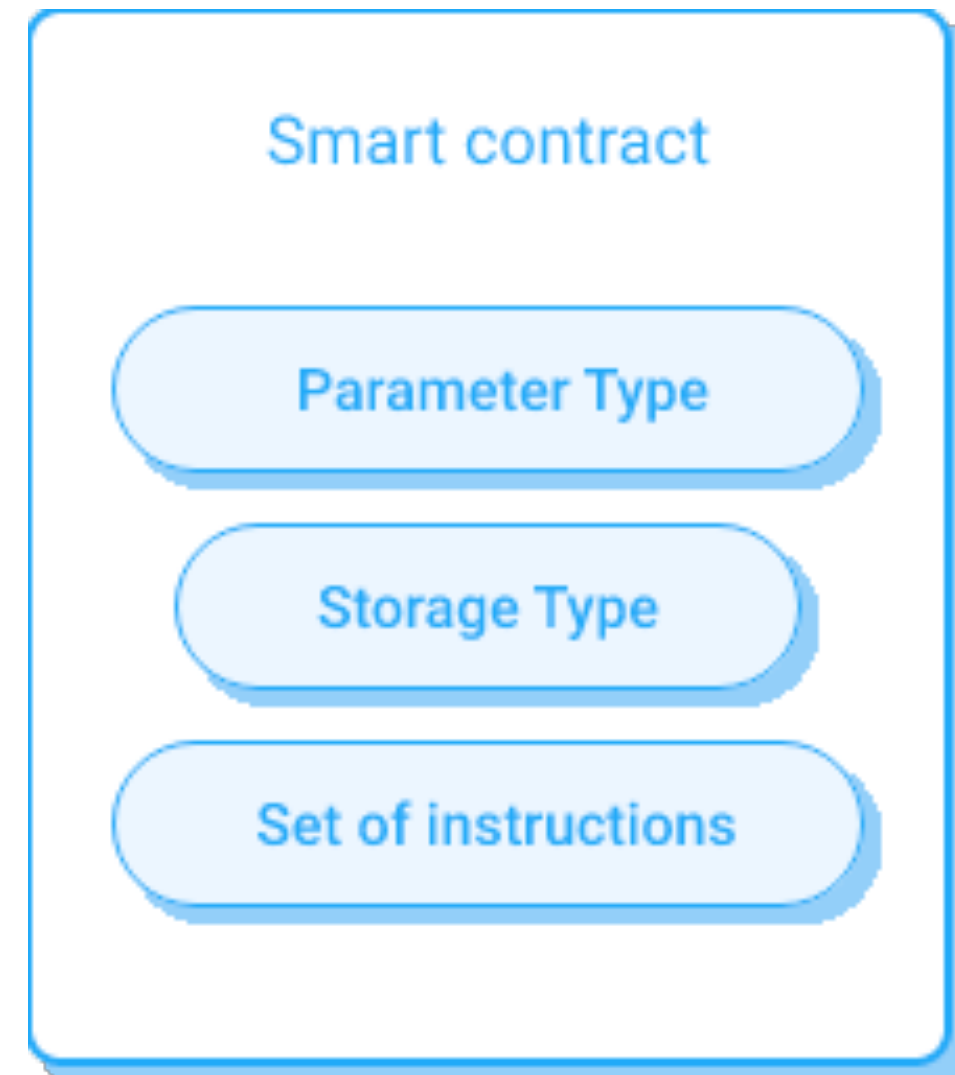 Smart contract
Parameter Type
Storage Type
Set of instructions